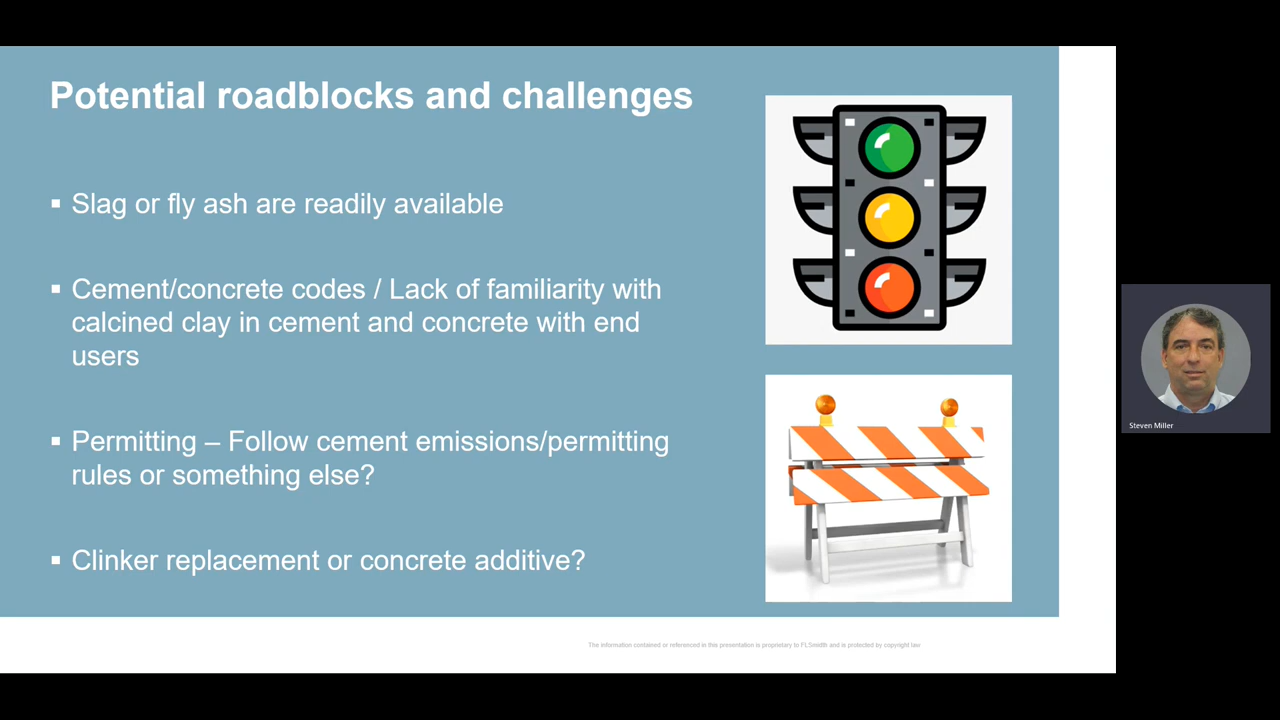 Potential roadblocks and challenges
▪ Slag or fly ash are readily available
▪ Cement/concrete codes / Lack of familiarity with
calcined clay in cement and concrete with end
users
▪ Permitting – Follow cement emissions/permitting
rules or something else?
▪ Clinker replacement or concrete additive?
Steven Miller
The information contained or referenced in this presentation is proprietary to FLSmidth and is protected by copyright law